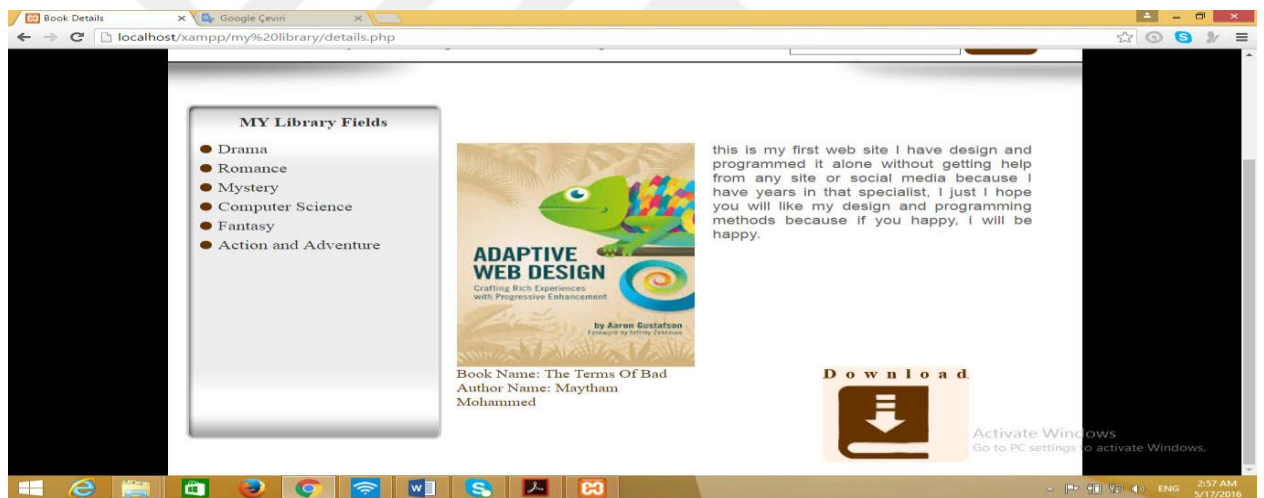 Book Details
Google Çeviri
localhost/xampp/my%20library/details.php
MY Library Fields
Drama
Romance
Mystery
Computer Science
Fantasy
Action and Adventure
ADAPTIVE
WEB DESIGN
Crafting Rich Experiences
with Progressive Enhancement
by Aaron Gustafson
Foreword by Jeffrey Zeldman
Book Name: The Terms Of Bad
Author Name: Maytham
Mohammed
this is my first web site I have design and
programmed it alone without getting help
from any site or social media because I
have years in that specialist, I just I hope
you will like my design and programming
methods because if you happy, i will be
happy.
Download
Activate Windows
Go to PC settings to activate Windows.
ENG
2:57 AM
5/17/2016